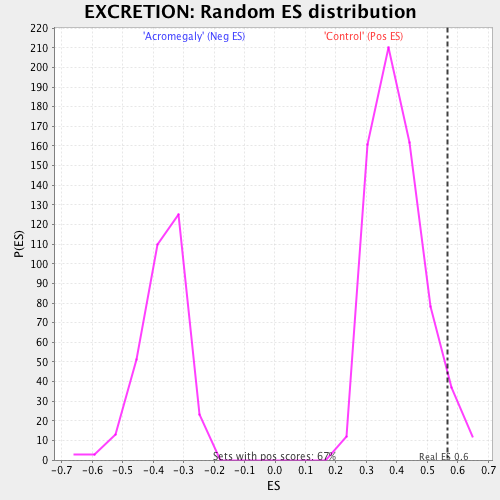 EXCRETION: Random ES distribution
'Acromegaly' (Neg ES)
'Control' (Pos ES)
220
210
200
190
180
170
160
150
140
130
120
110
100
90
80
70
60
50
40
30
20
10
0
P(ES)
Sets with pos scores: 67%
Real ES 0.6
-0.7 -0.6 -0.5 -0.4 -0.3 -0.2 -0.1 0.0 0.1 0.2 0.3 0.4 0.5 0.6 0.7
ES